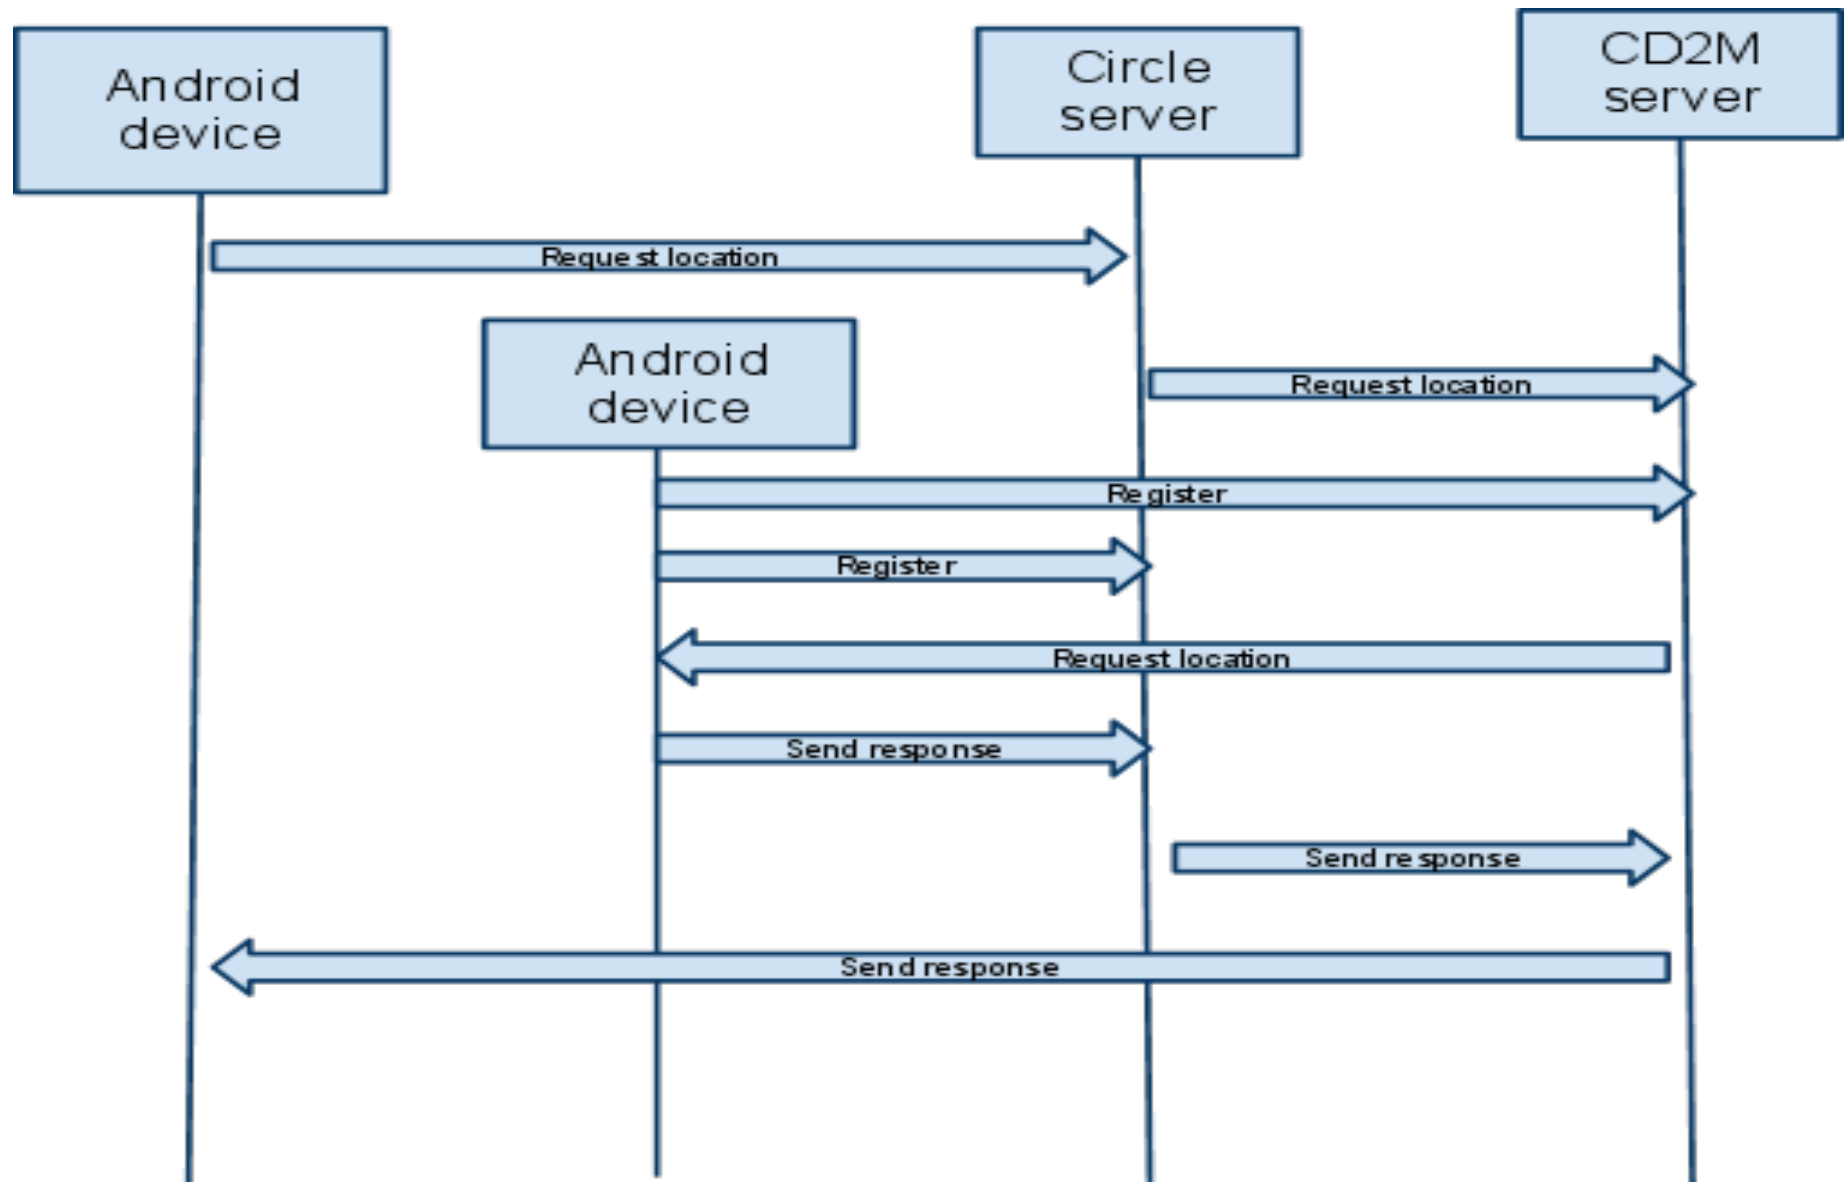 Android
device
Circle
server
CD2M
server
Request location
Android
device
Request location
Register
Register
Request location
Send response
Send response
Send response